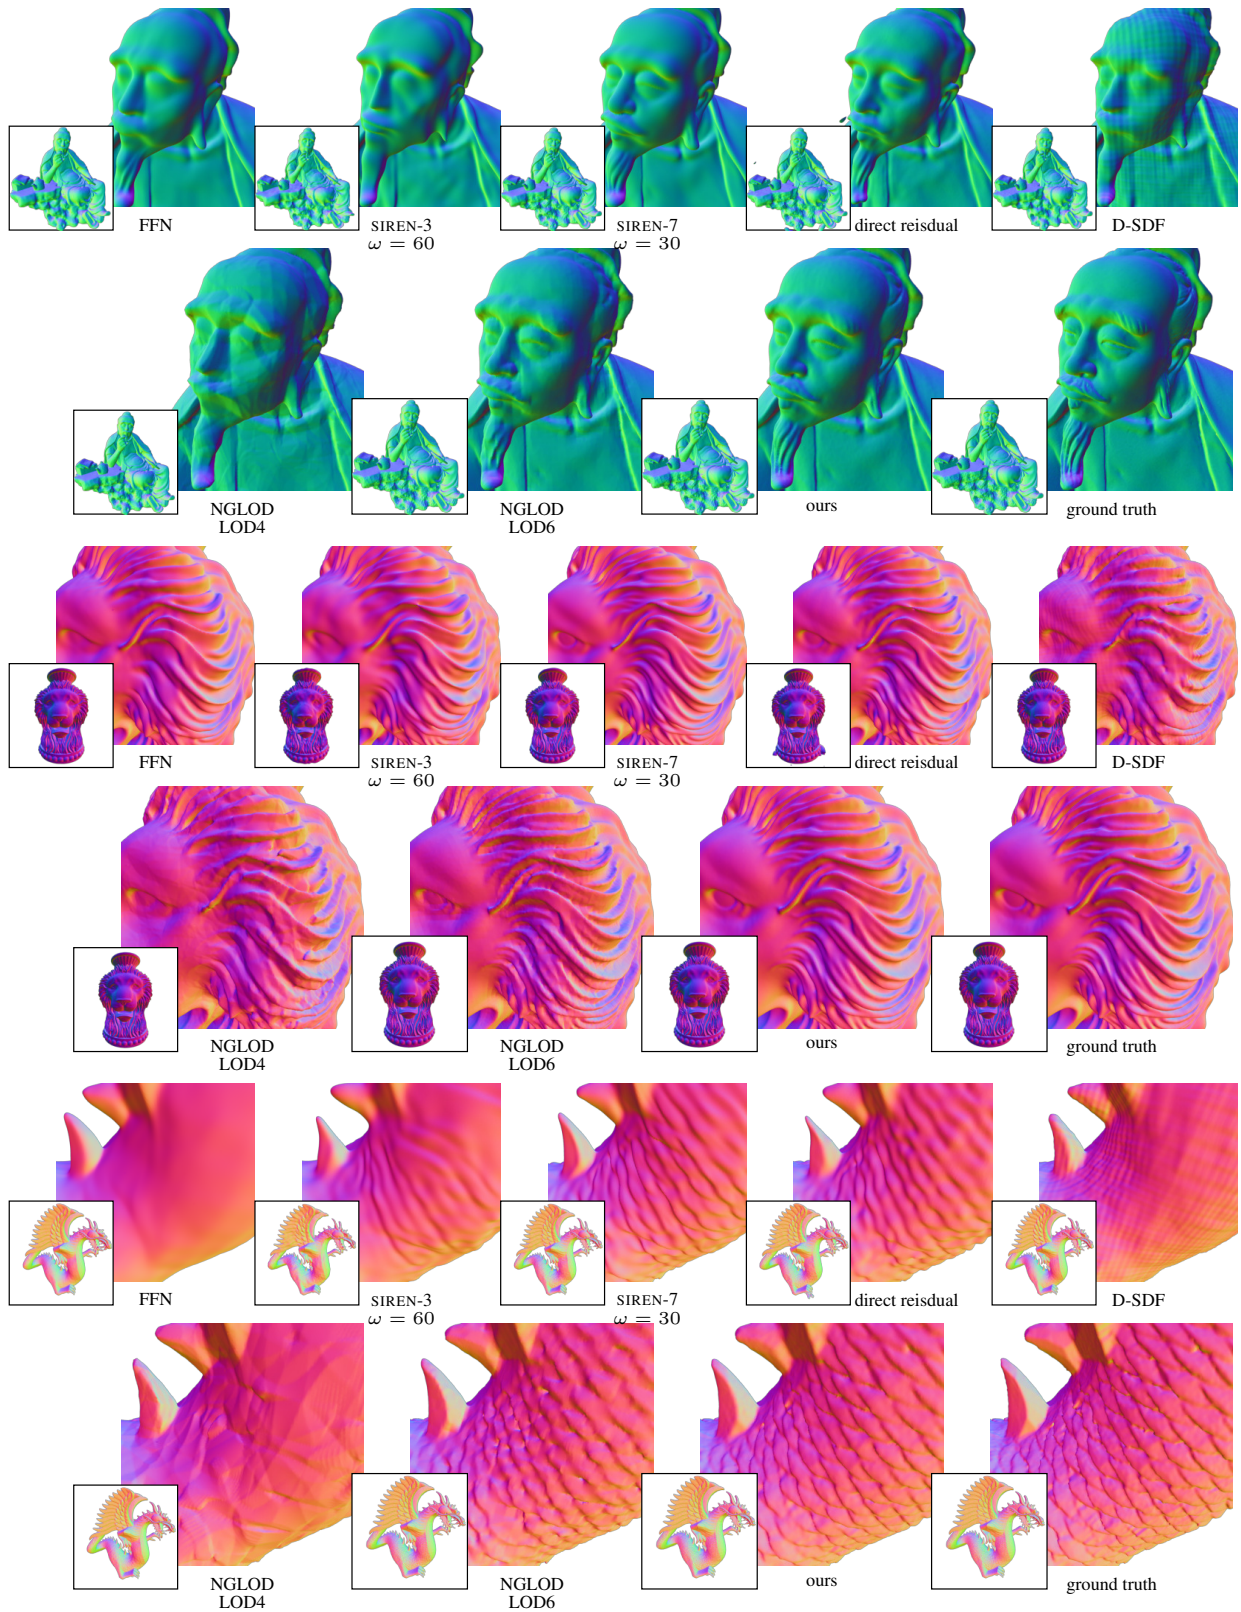 FFN
SIREN-3
ω = 60
SIREN-7
ω = 30
direct reisdual
D-SDF
NGLOD
LOD4
NGLOD
LOD6
ours
ground truth
FFN
SIREN-3
ω = 60
SIREN-7
ω = 30
direct reisdual
D-SDF
NGLOD
LOD4
NGLOD
LOD6
ours
ground truth
FFN
SIREN-3
ω = 60
SIREN-7
ω = 30
direct reisdual
D-SDF
NGLOD
LOD4
NGLOD
LOD6
ours
ground truth